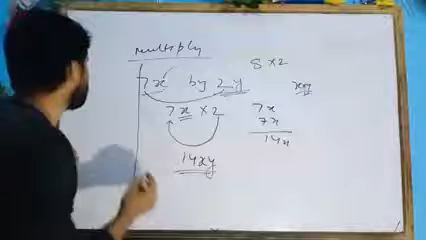 Multiply
7x by 2y
7x × 2
14xy
8 × 2
xy
7x
7x
14x